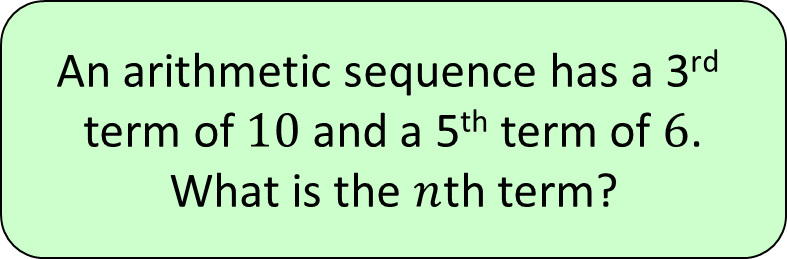 An arithmetic sequence has a 3rd
term of 10 and a 5th term of 6.
What is the nth term?